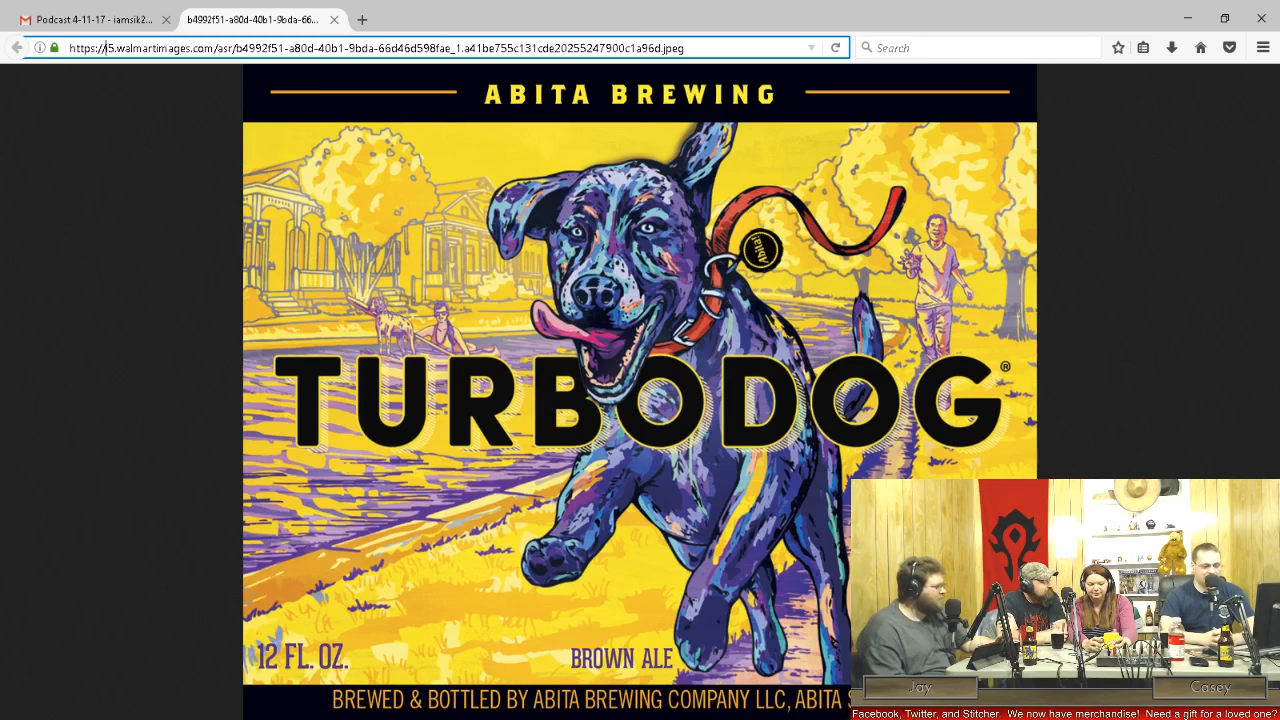 Podcast 4-11-17 - iamsik2...
b4992f51-a80d-40b1-9bda-66...
https://i5.walmartimages.com/asr/b4992f51-a80d-40b1-9bda-66d46d598fae_1.a41be755c131cde20255247900c1a96d.jpeg
Search
ABITA BREWING
Abita!
TURBODOG®
12 FL. OZ.
BROWN ALE
BREWED & BOTTLED BY ABITA BREWING COMPANY LLC, ABITA S
Jay
Casey
Facebook, Twitter, and Stitcher. We now have merchandise! Need a gift for a loved one?